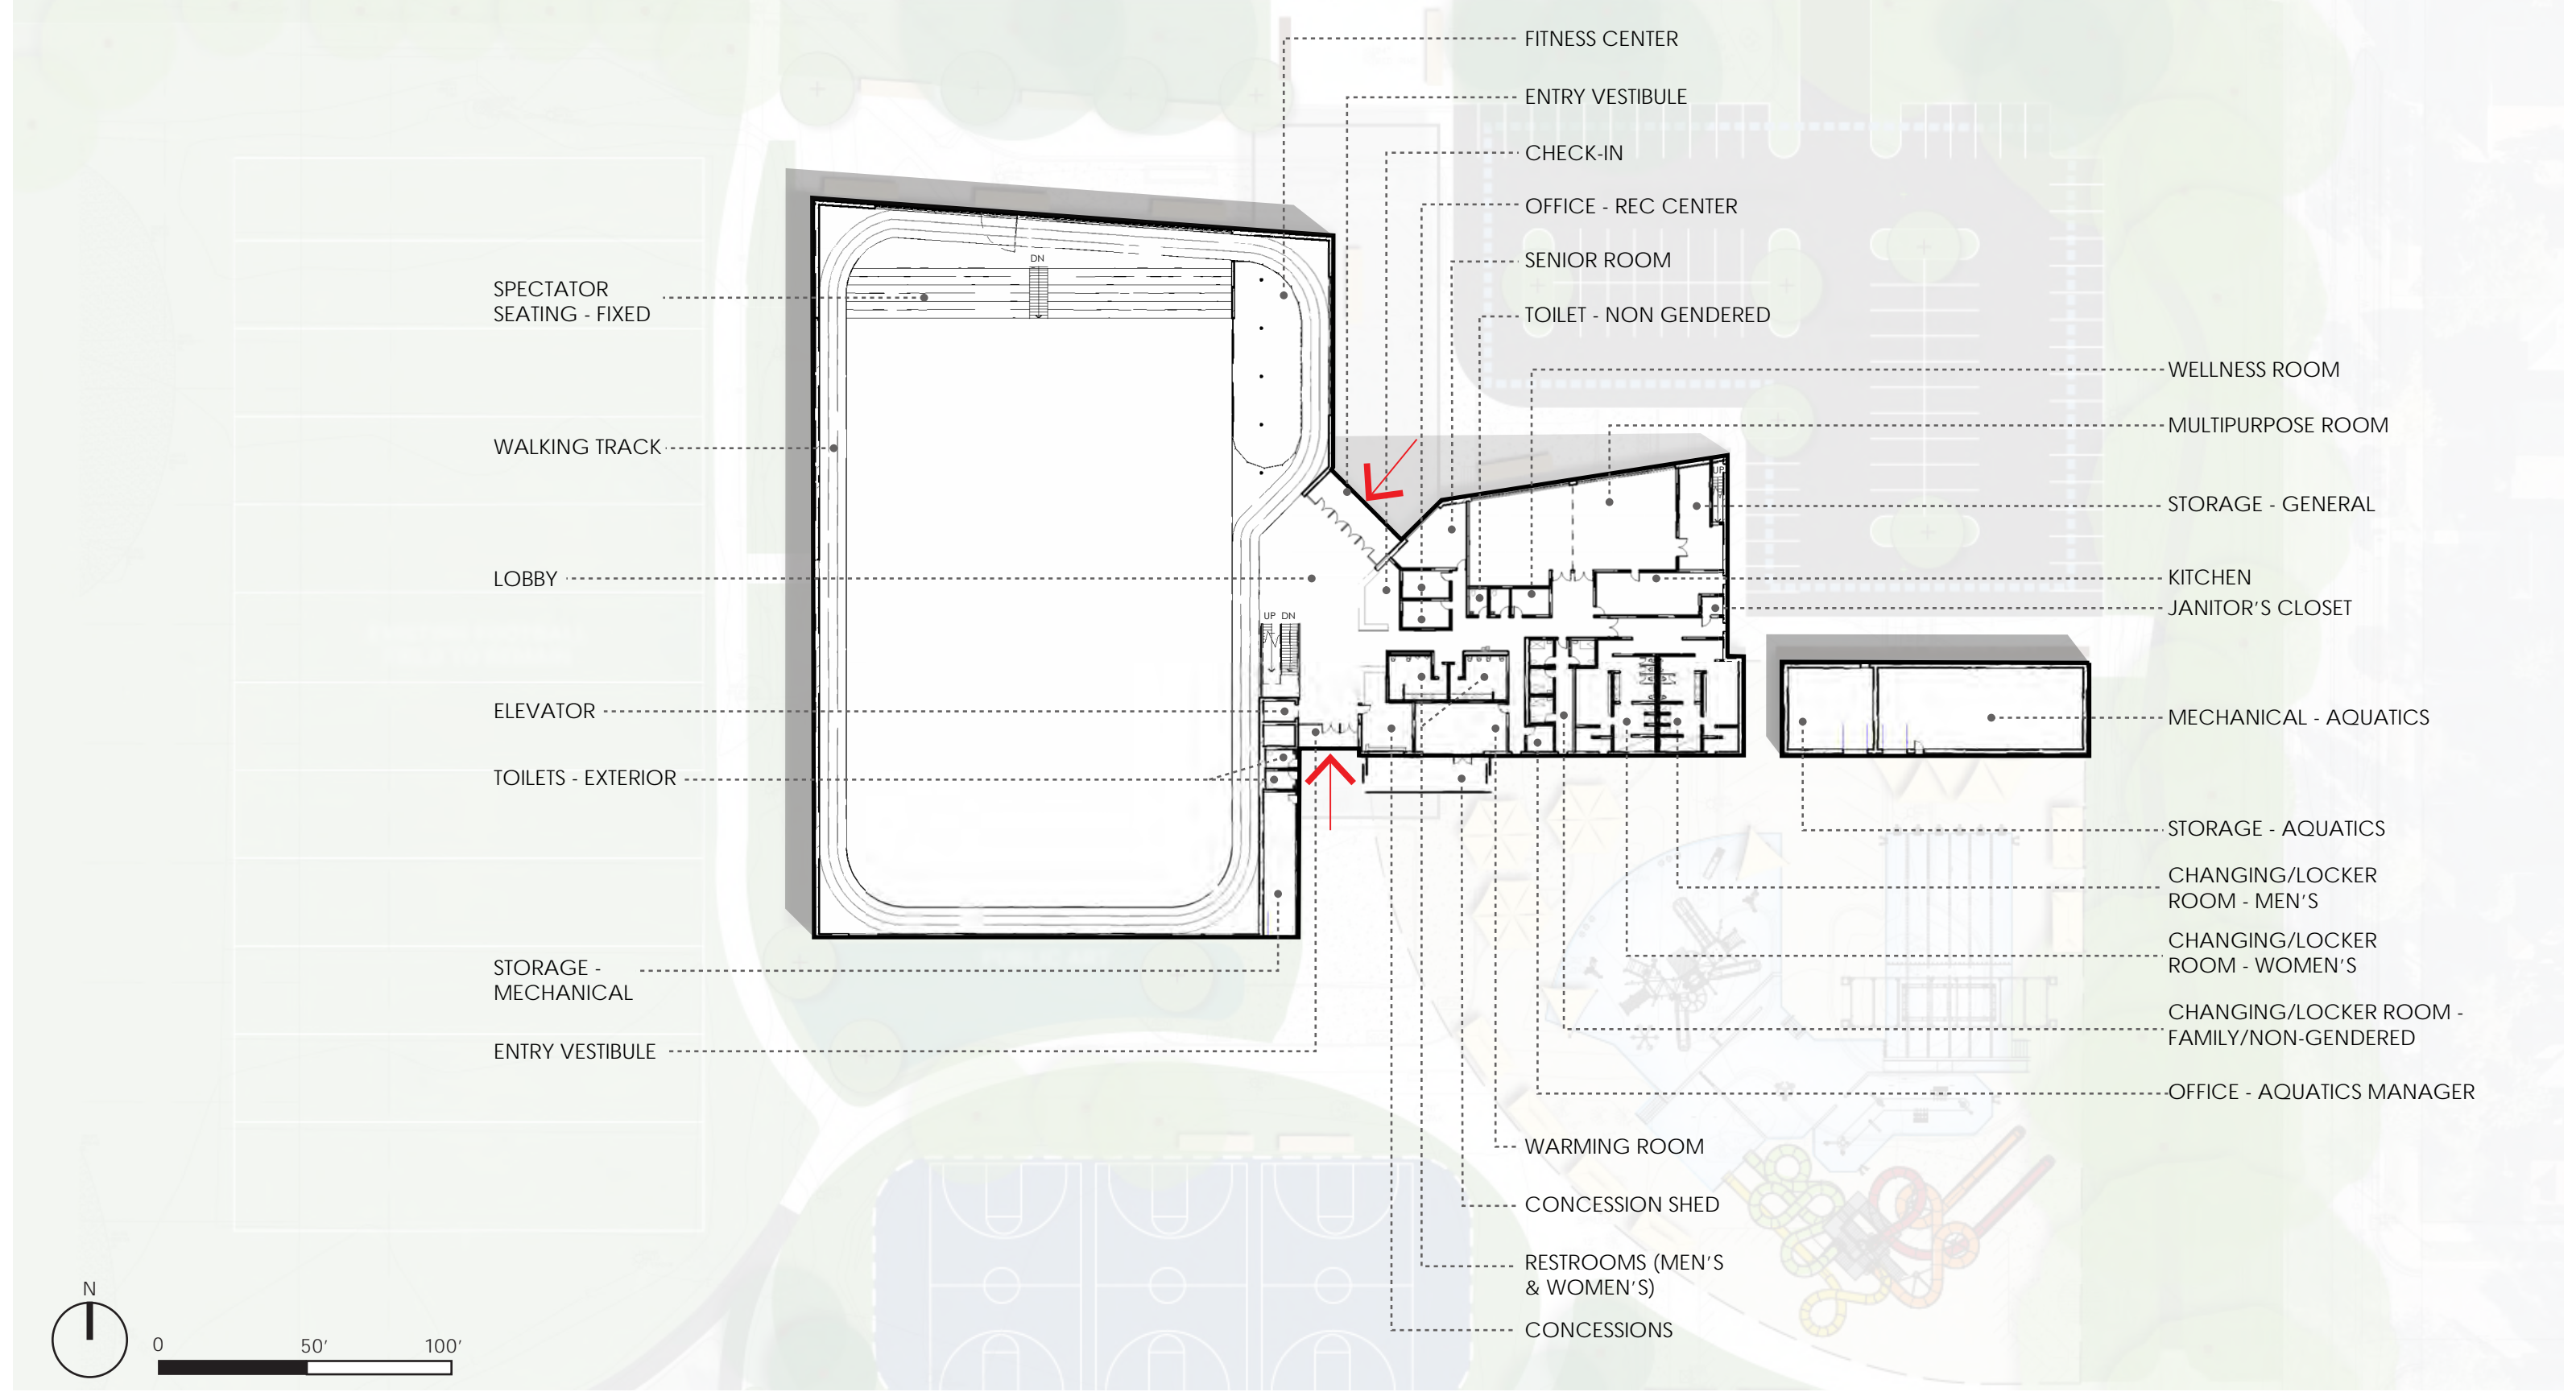 FITNESS CENTER
ENTRY VESTIBULE
CHECK-IN
OFFICE - REC CENTER
SENIOR ROOM
TOILET - NON GENDERED
WELLNESS ROOM
MULTIPURPOSE ROOM
STORAGE - GENERAL
KITCHEN
JANITOR'S CLOSET
MECHANICAL - AQUATICS
STORAGE - AQUATICS
CHANGING/LOCKER
ROOM - MEN'S
CHANGING/LOCKER
ROOM - WOMEN'S
CHANGING/LOCKER ROOM -
FAMILY/NON-GENDERED
OFFICE - AQUATICS MANAGER
SPECTATOR
SEATING - FIXED
WALKING TRACK
LOBBY
ELEVATOR
TOILETS - EXTERIOR
STORAGE -
MECHANICAL
ENTRY VESTIBULE
WARMING ROOM
CONCESSION SHED
RESTROOMS (MEN'S
& WOMEN'S)
CONCESSIONS
DN
UP
UP DN
N
0 50' 100'